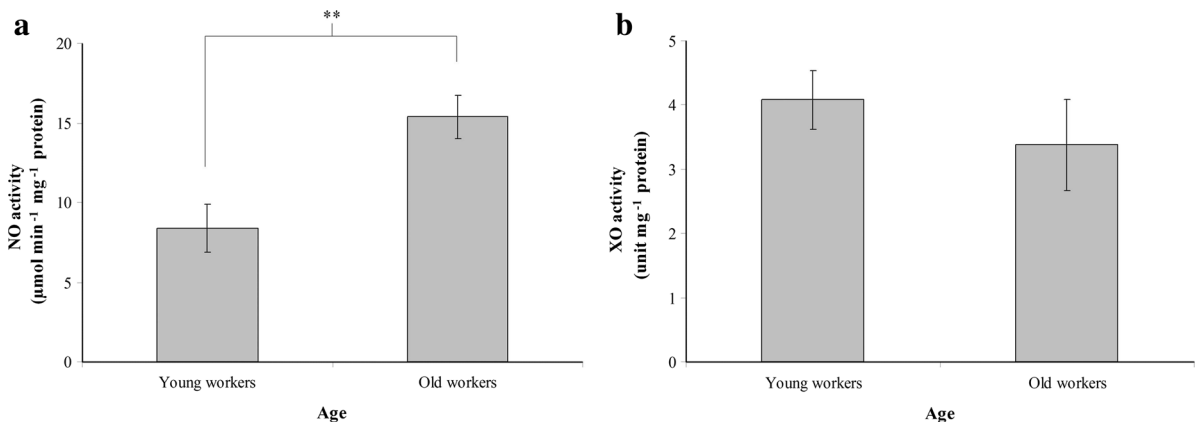 a
**
20
15
10
5
0
NO activity
(µmol min⁻¹ mg⁻¹ protein)
Young workers
Old workers
Age
b
5
4
3
2
1
0
XO activity
(unit mg⁻¹ protein)
Young workers
Old workers
Age